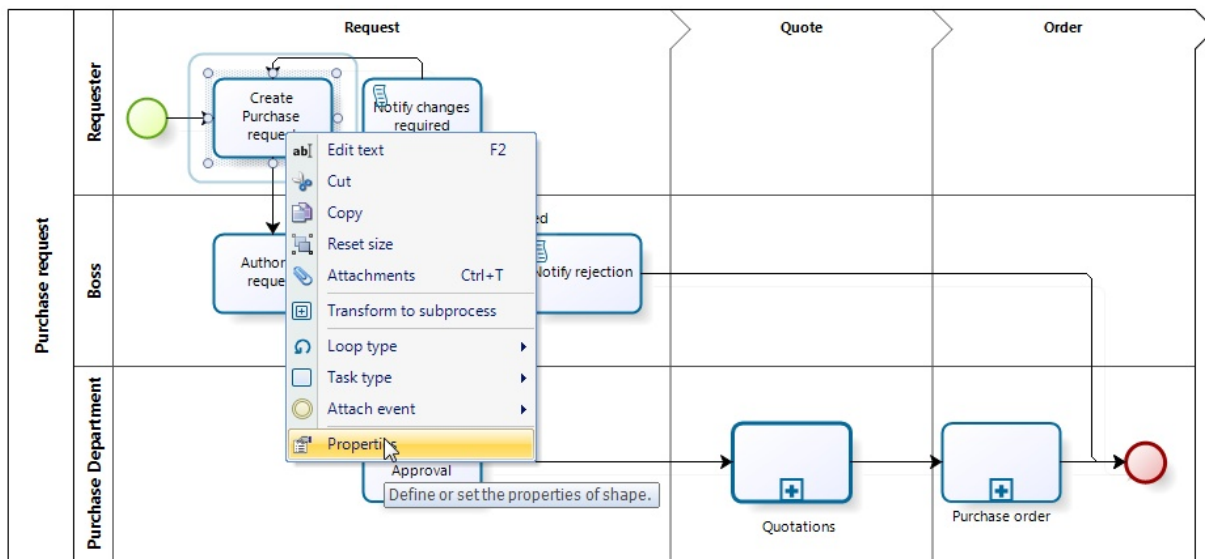 Request
Quote
Order
Purchase request
Requester
Create
Purchase
request
Notify changes
required
ab
Edit text F2
Cut
Copy
Reset size
Attachments Ctrl+T
Transform to subprocess
Loop type
Task type
Attach event
Properties
Define or set the properties of shape.
Boss
Notify rejection
Purchase Department
Approval
Quotations
Purchase order